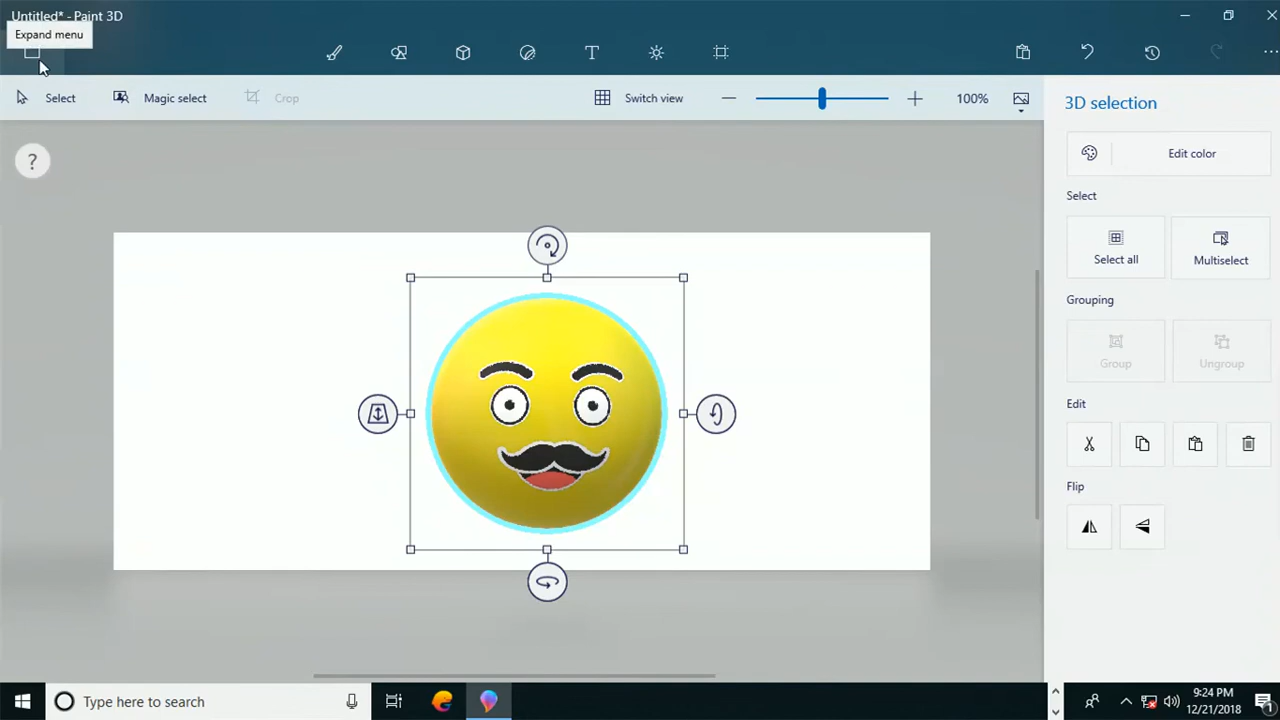 Untitled* - Paint 3D
Expand menu
Select
Magic select
Crop
Switch view
100%
3D selection
?
Edit color
Select
Select all
Multiselect
Grouping
Group
Ungroup
Edit
Flip
Type here to search
9:24 PM
12/21/2018
1